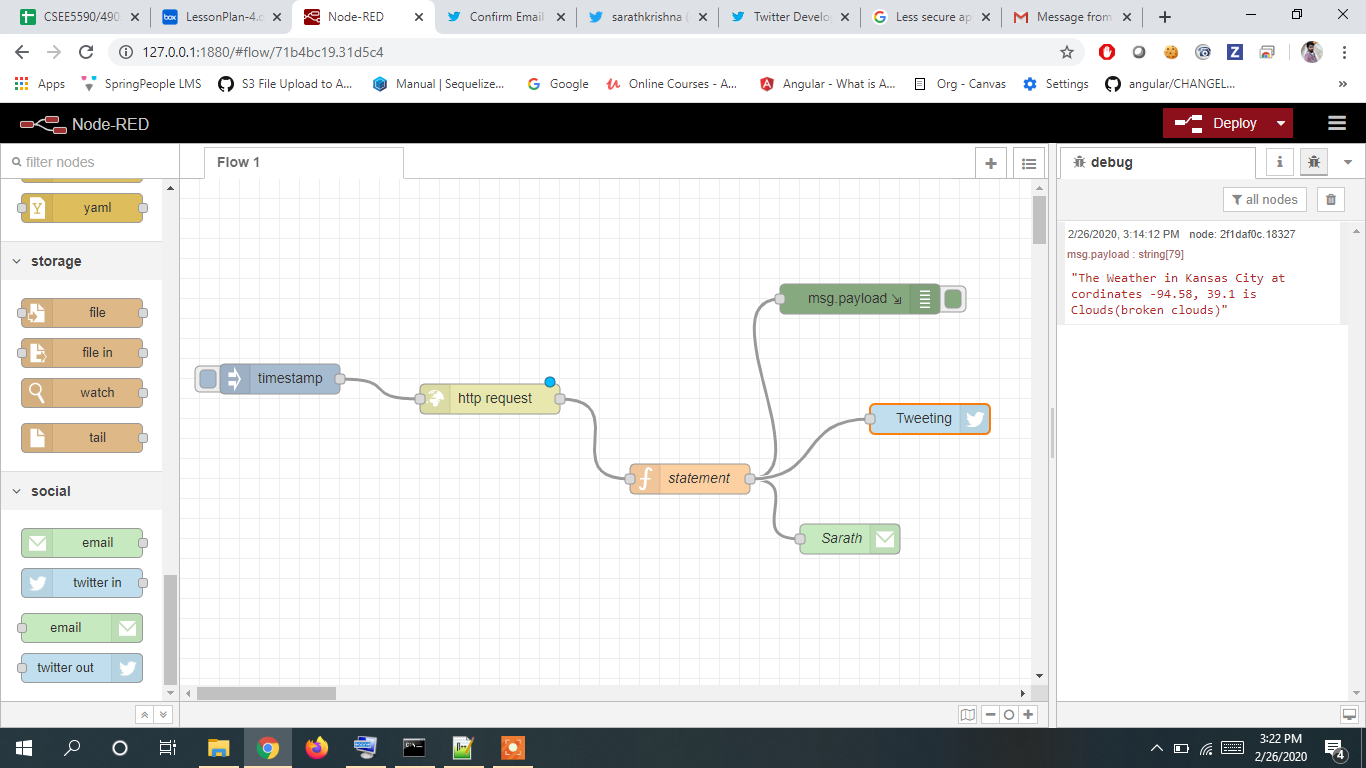 CSEE5590/490
LessonPlan-4.c
Node-RED
Confirm Email
sarathkrishna (
Twitter Develo
Less secure ap
Message from
127.0.0.1:1880/#flow/71b4bc19.31d5c4
Apps
SpringPeople LMS
S3 File Upload to A...
Manual | Sequelize...
Google
Online Courses - A...
Angular - What is A...
Org - Canvas
Settings
angular/CHANGEL...
Node-RED
Deploy
filter nodes
Flow 1
debug
all nodes
yaml
storage
file
file in
watch
tail
social
email
twitter in
email
twitter out
timestamp
http request
statement
msg.payload
Tweeting
Sarath
2/26/2020, 3:14:12 PM node: 2f1daf0c.18327
msg.payload : string[79]
"The Weather in Kansas City at
cordinates -94.58, 39.1 is
Clouds(broken clouds)"
3:22 PM
2/26/2020
4